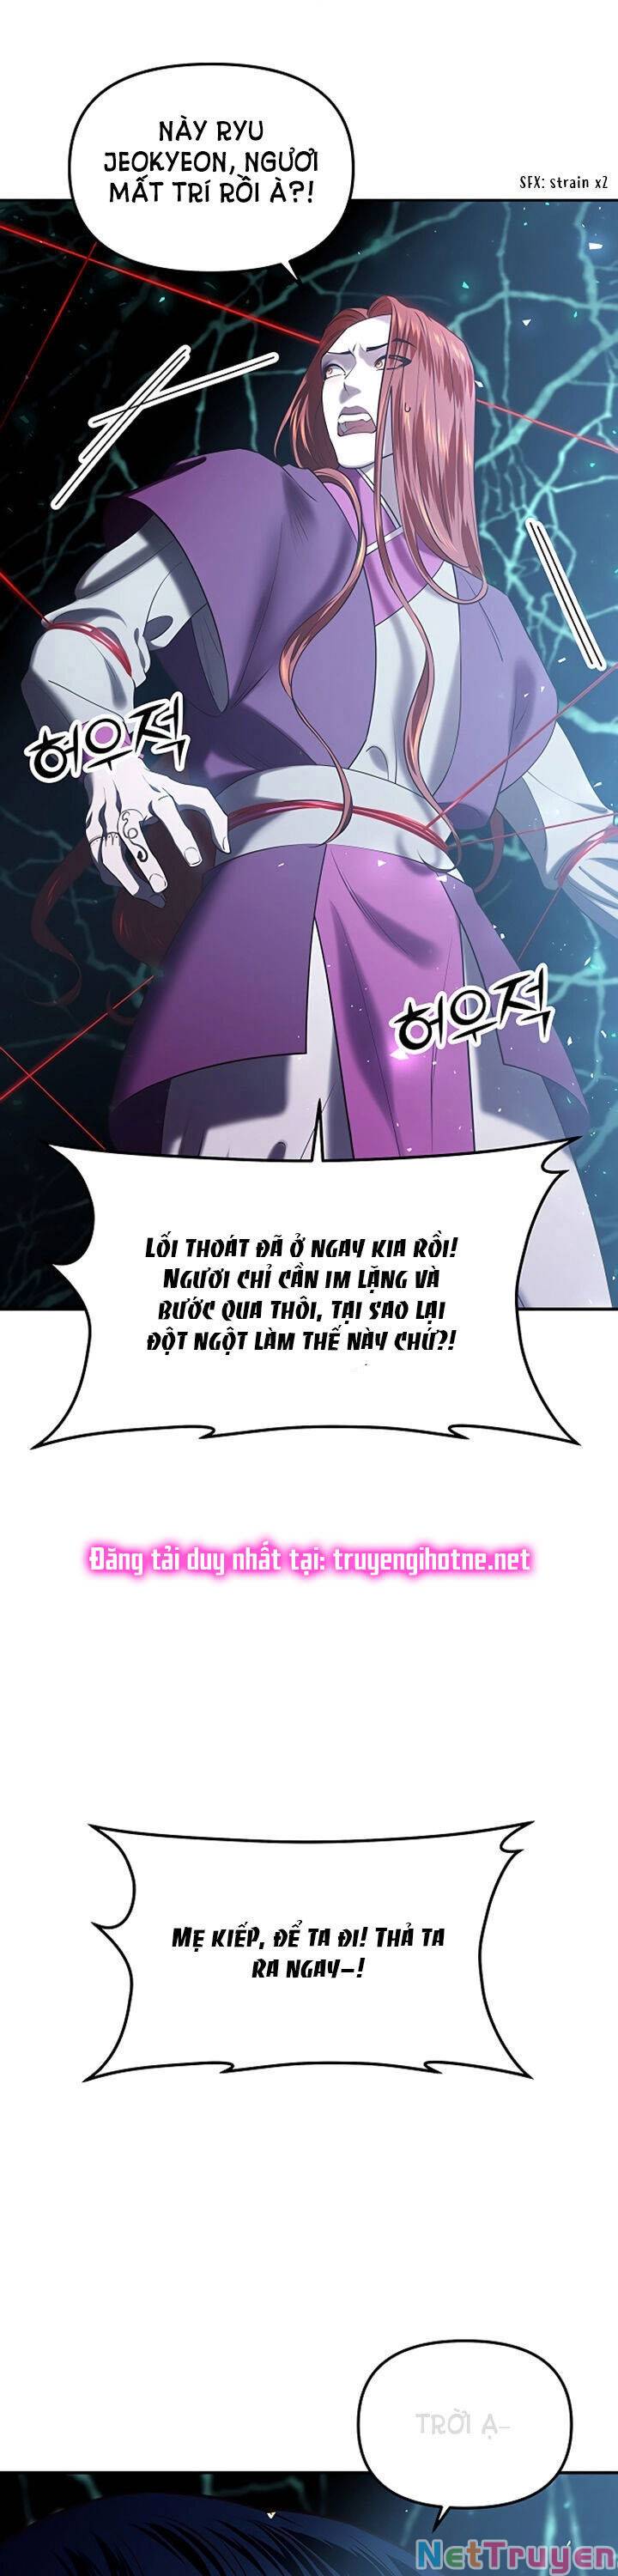 NÀY RYU
JEOKYEON, NGƯƠI
MẤT TRÍ RỒI À?!
SFX: strain x2
허우적
허우적
LỐI THOÁT ĐÃ Ở NGAY KIA RỒI!
NGƯƠI CHỈ CẦN IM LẶNG VÀ
BƯỚC QUA THÔI, TẠI SAO LẠI
ĐỘT NGỘT LÀM THẾ NÀY CHỨ?!
Đăng tải duy nhất tại: truyengihotne.net
MẸ KIẾP, ĐỂ TA ĐI! THẢ TA
RA NGAY-!
TRỜI Ạ-
NetTruyen